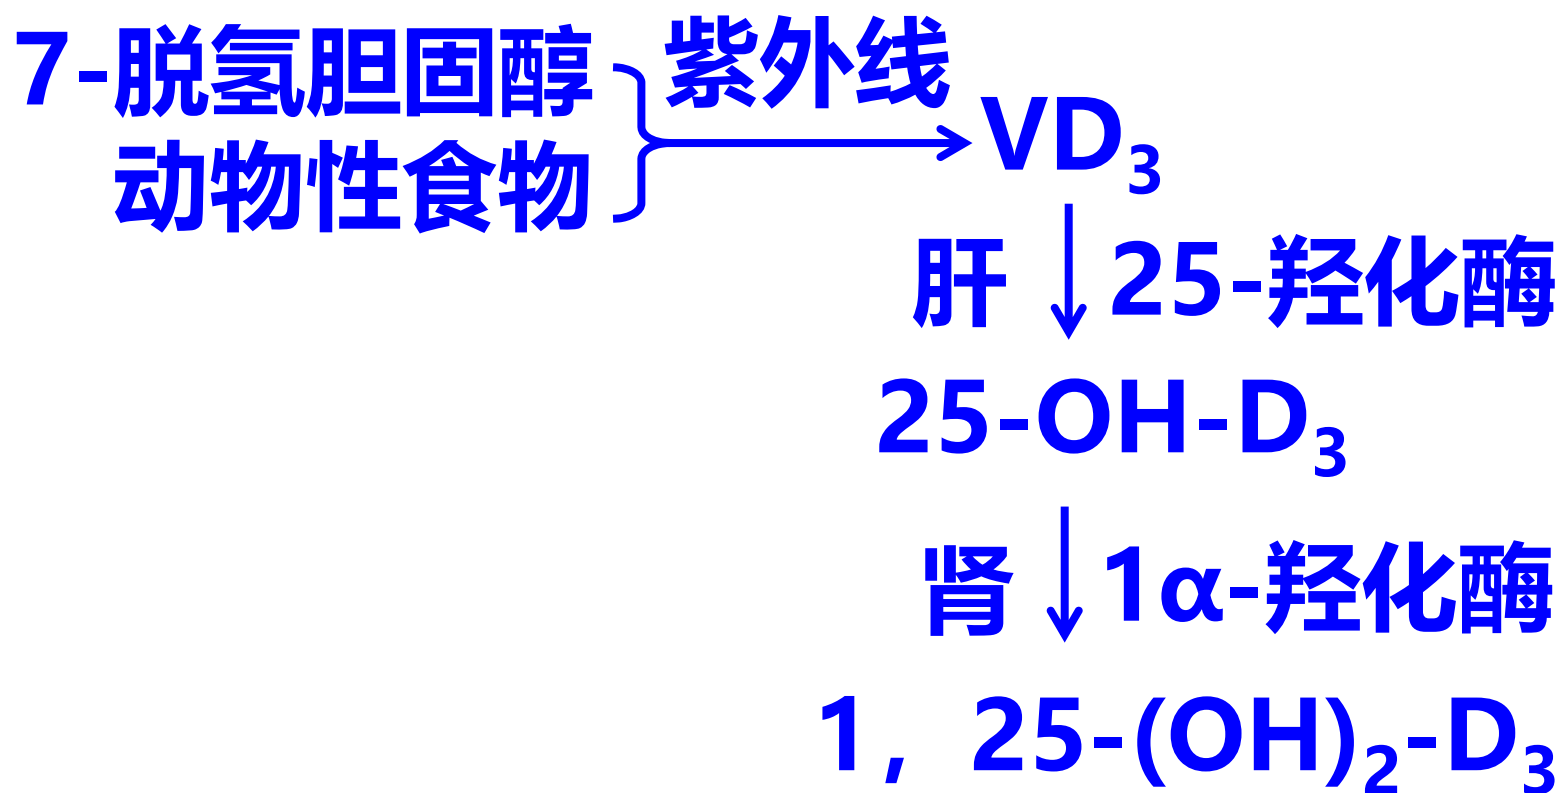 7-脱氢胆固醇
动物性食物
紫外线
VD₃
肝
25-羟化酶
25-OH-D₃
肾
1α-羟化酶
1，25-(OH)₂-D₃